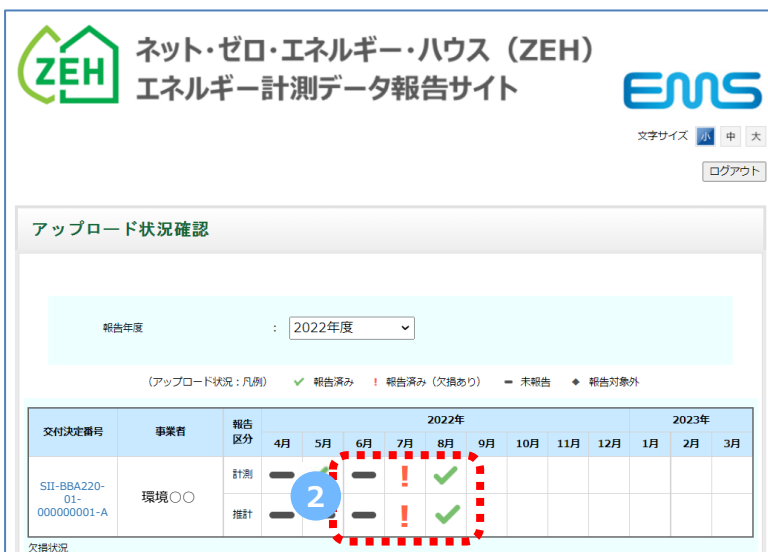 ZEH
ネット・ゼロ・エネルギー・ハウス（ZEH）
エネルギー計測データ報告サイト
EMS
文字サイズ 小 中 大
ログアウト
アップロード状況確認
報告年度 : 2022年度
（アップロード状況：凡例） ✔ 報告済み ! 報告済み（欠損あり） － 未報告 ◆ 報告対象外
交付決定番号 事業者 報告区分 2022年 2023年
4月 5月 6月 7月 8月 9月 10月 11月 12月 1月 2月 3月
SII-BBA220-
01-
000000001-A
環境○○
計測 － ✔ － ! ✔
推計 － － ! ✔
2
欠損状況